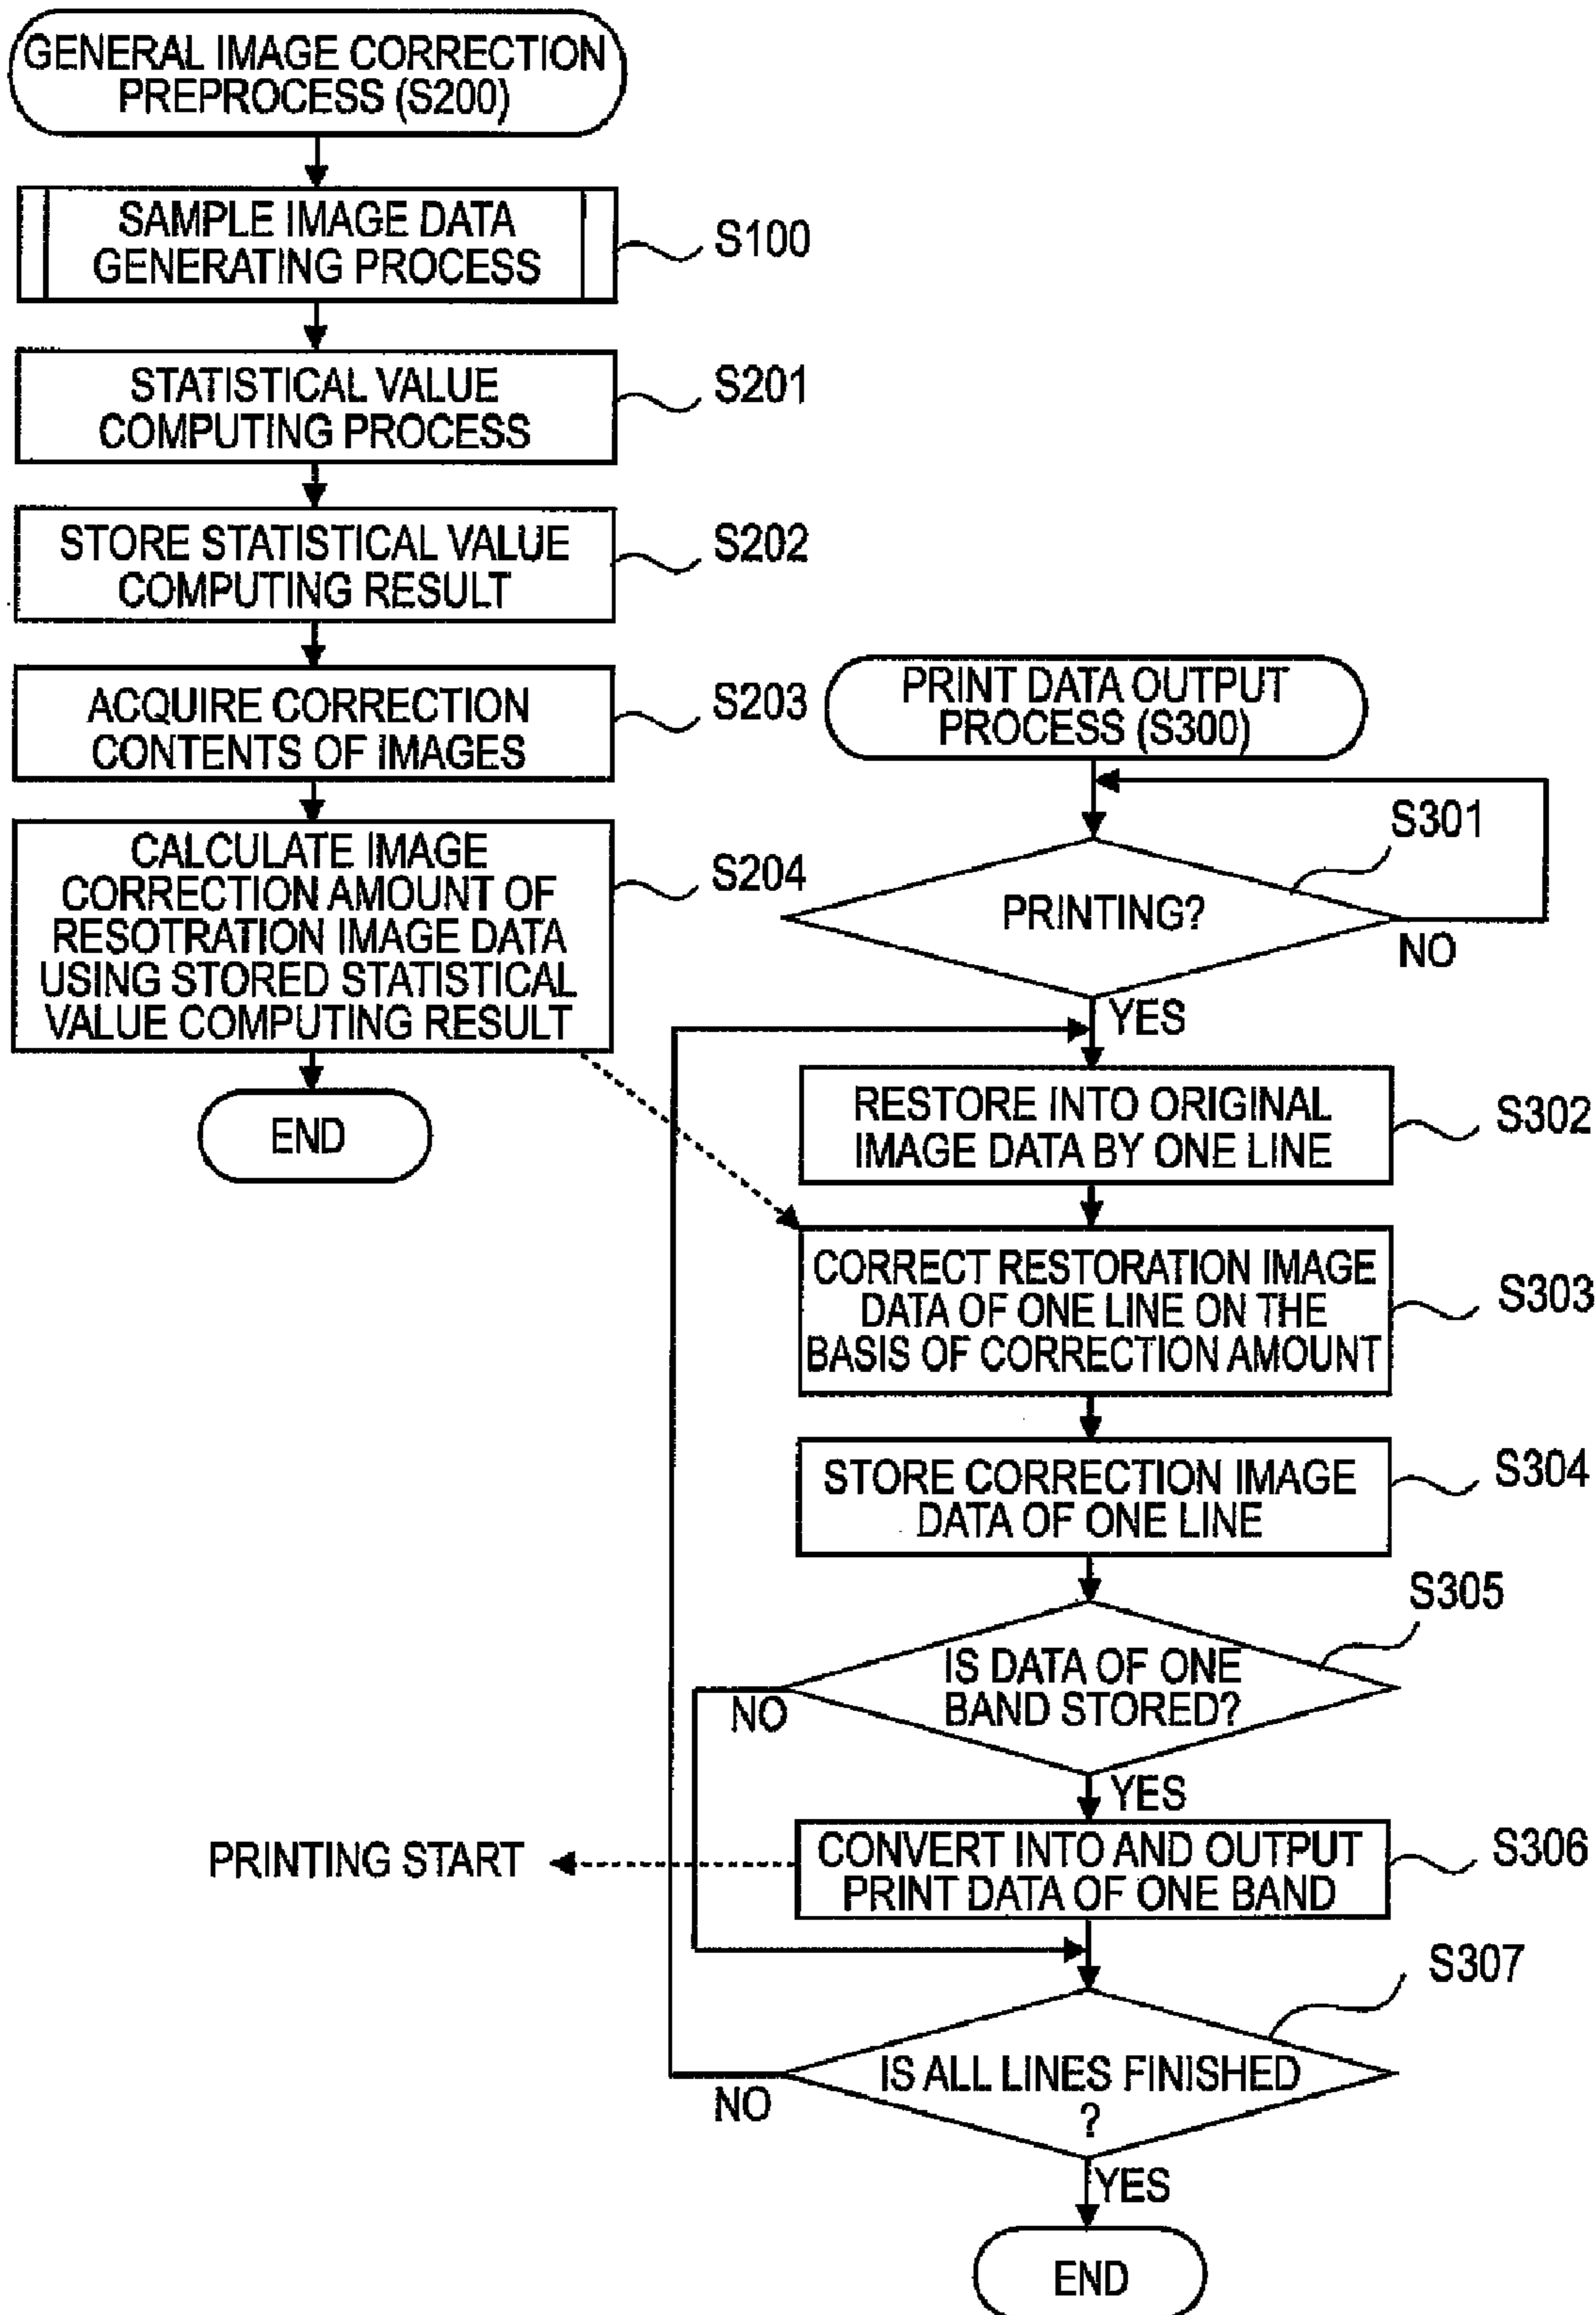 GENERAL IMAGE CORRECTION
PREPROCESS (S200)
SAMPLE IMAGE DATA
GENERATING PROCESS
S100
STATISTICAL VALUE
COMPUTING PROCESS
S201
STORE STATISTICAL VALUE
COMPUTING RESULT
S202
ACQUIRE CORRECTION
CONTENTS OF IMAGES
S203
CALCULATE IMAGE
CORRECTION AMOUNT OF
RESOTRATION IMAGE DATA
USING STORED STATISTICAL
VALUE COMPUTING RESULT
S204
END
PRINT DATA OUTPUT
PROCESS (S300)
S301
PRINTING?
NO
YES
RESTORE INTO ORIGINAL
IMAGE DATA BY ONE LINE
S302
CORRECT RESTORATION IMAGE
DATA OF ONE LINE ON THE
BASIS OF CORRECTION AMOUNT
S303
STORE CORRECTION IMAGE
DATA OF ONE LINE
S304
S305
IS DATA OF ONE
BAND STORED?
NO
YES
CONVERT INTO AND OUTPUT
PRINT DATA OF ONE BAND
S306
PRINTING START
S307
IS ALL LINES FINISHED
?
NO
YES
END